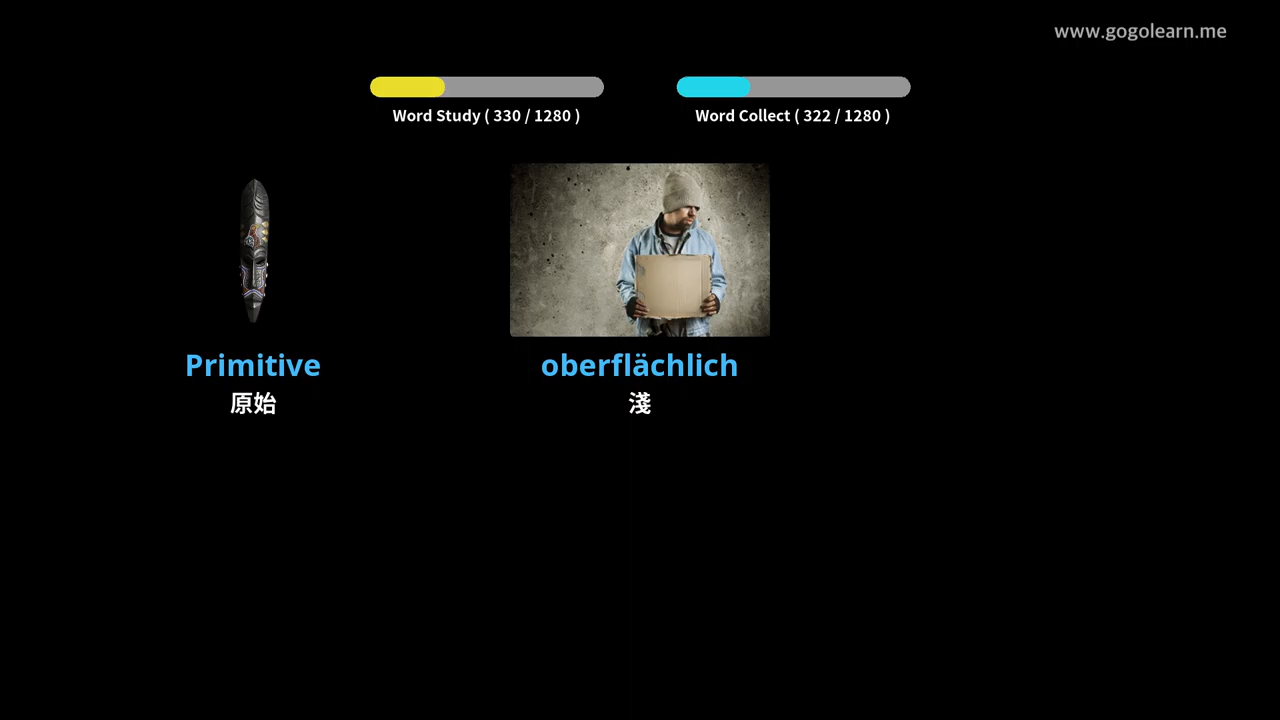 www.gogolearn.me
Word Study ( 330 / 1280 )
Word Collect ( 322 / 1280 )
Primitive
原始
oberflächlich
淺